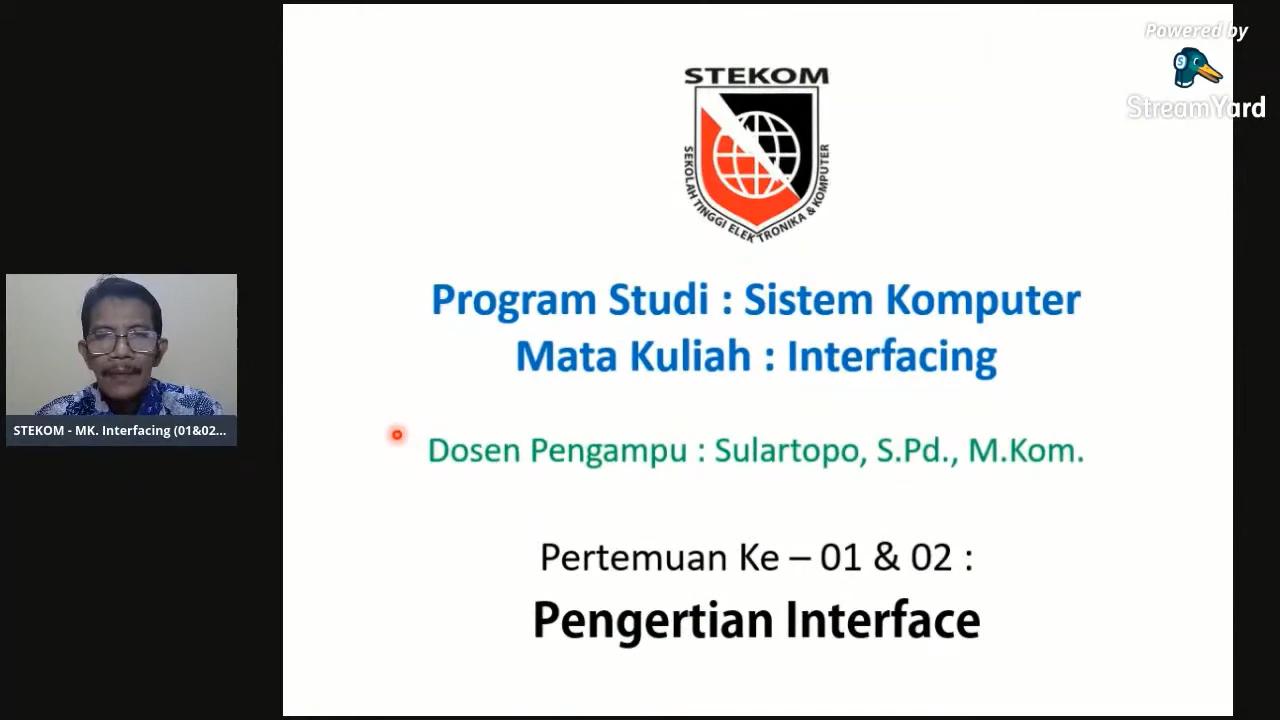 Powered by
StreamYard
STEKOM
SEKOLAH TINGGI ELEKTRONIKA & KOMPUTER
Program Studi : Sistem Komputer
Mata Kuliah : Interfacing
Dosen Pengampu : Sulartopo, S.Pd., M.Kom.
Pertemuan Ke – 01 & 02 :
Pengertian Interface
STEKOM - MK. Interfacing (01&02...